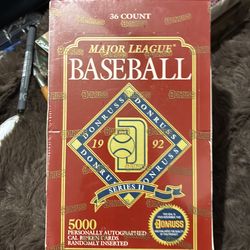 36 COUNT
MAJOR LEAGUE
BASEBALL
DONRUSS
DONRUSS
19
92
DONRUSS
DONRUSS
SERIES II
5000
PERSONALLY AUTOGRAPHED
CAL RIPKEN CARDS
RANDOMLY INSERTED
DONRUSS